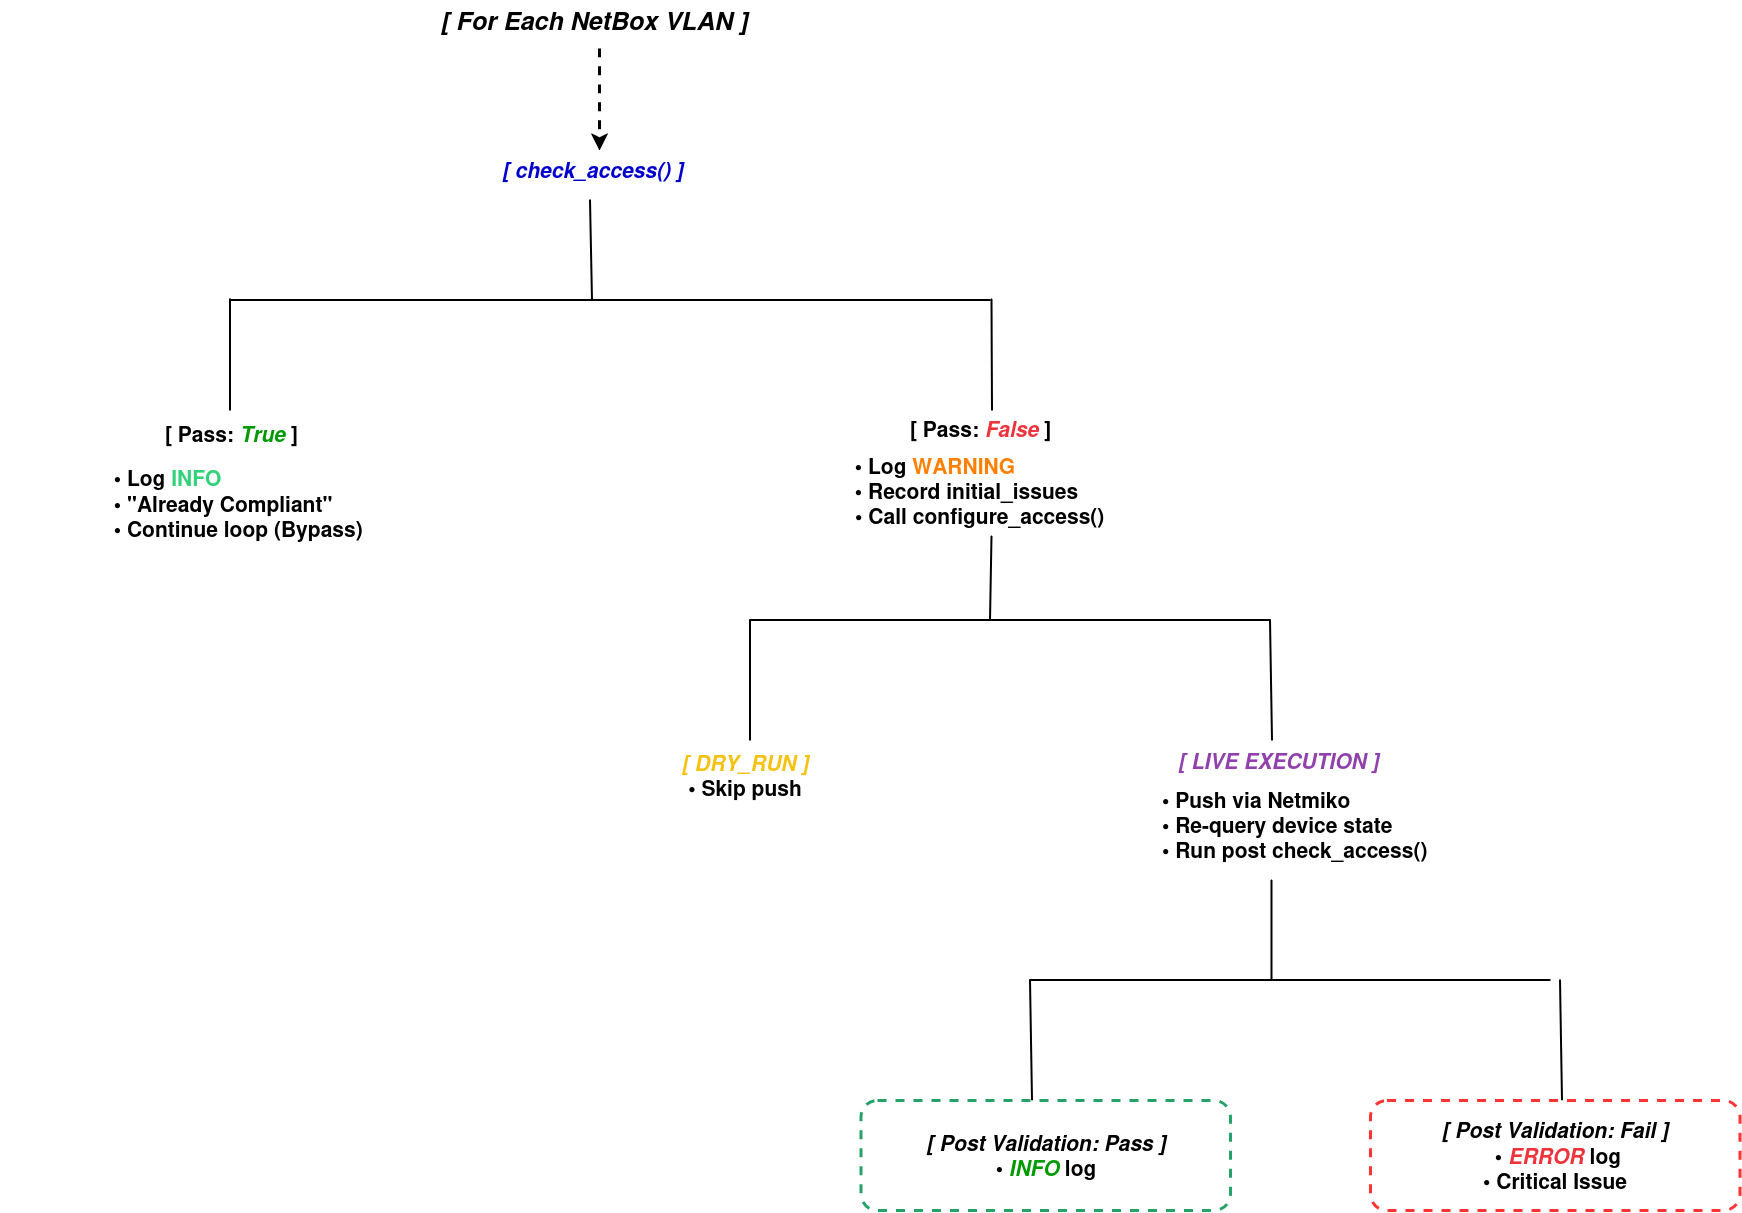 [ For Each NetBox VLAN ]
[ check_access() ]
[ Pass: True ]
• Log INFO
• "Already Compliant"
• Continue loop (Bypass)
[ Pass: False ]
• Log WARNING
• Record initial_issues
• Call configure_access()
[ DRY_RUN ]
• Skip push
[ LIVE EXECUTION ]
• Push via Netmiko
• Re-query device state
• Run post check_access()
[ Post Validation: Pass ]
• INFO log
[ Post Validation: Fail ]
• ERROR log
• Critical Issue